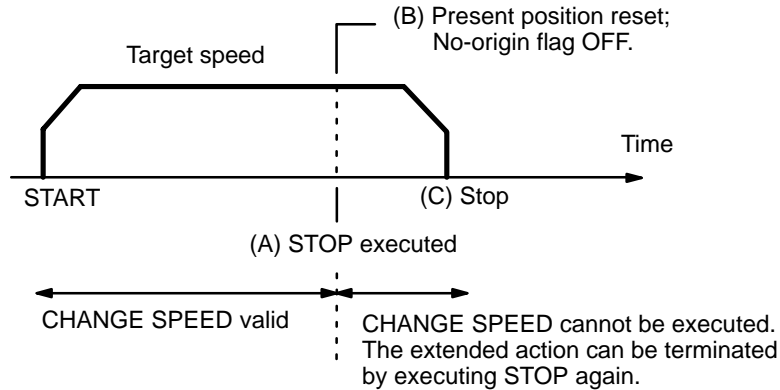 (B) Present position reset;
No-origin flag OFF.
Target speed
Time
START
(C) Stop
(A) STOP executed
CHANGE SPEED valid
CHANGE SPEED cannot be executed.
The extended action can be terminated
by executing STOP again.